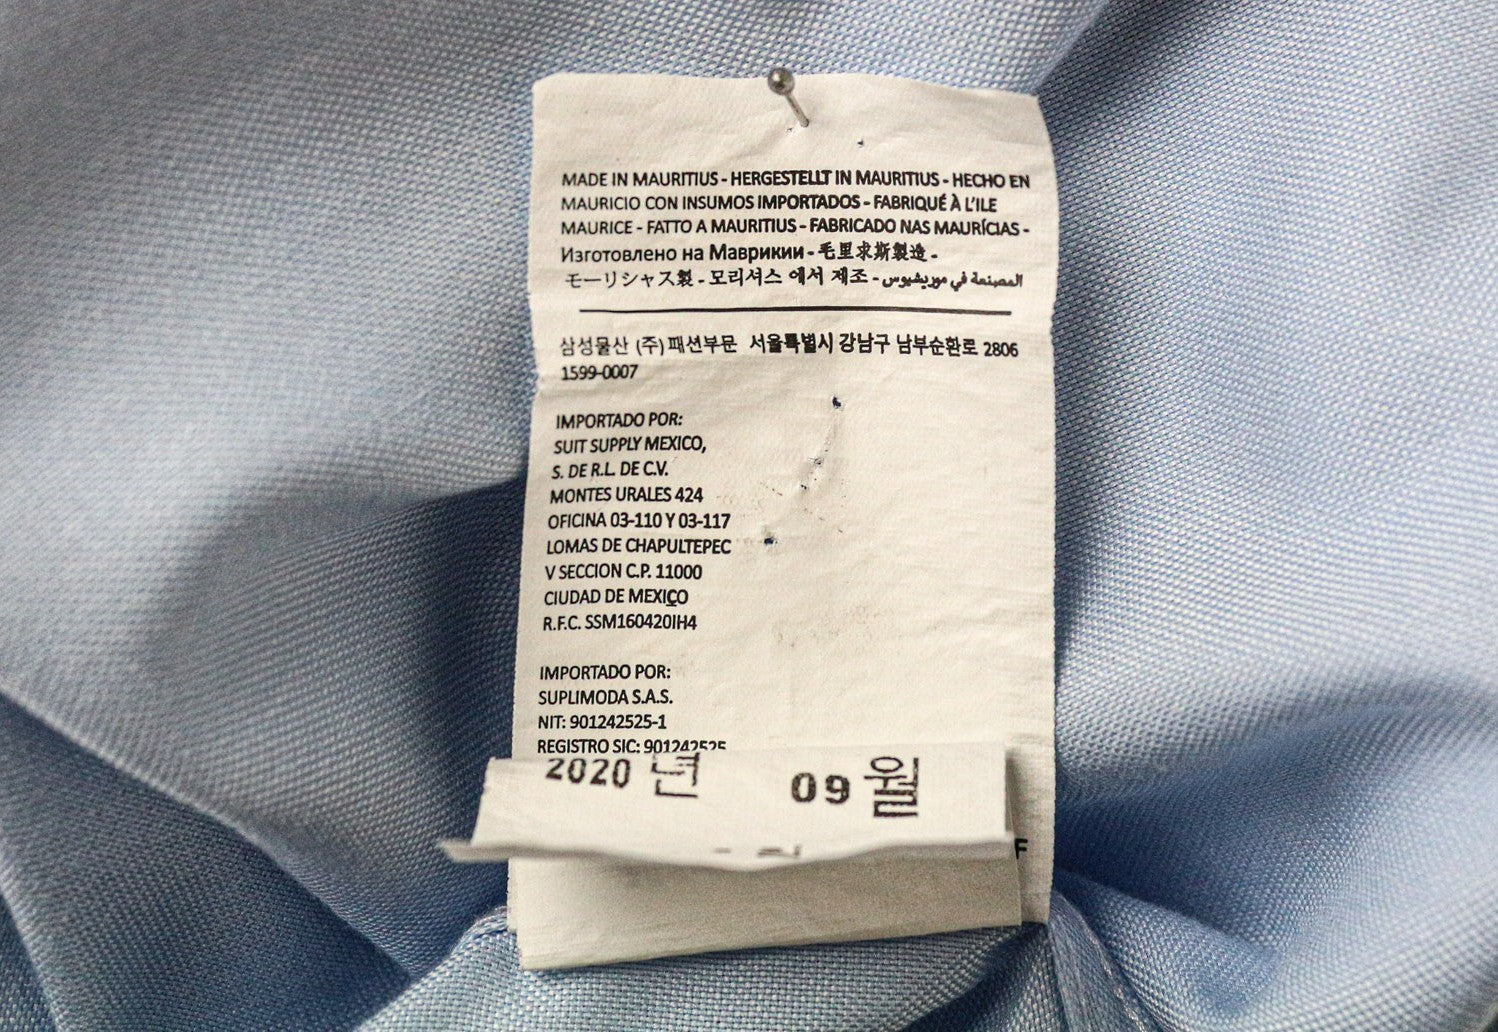 MADE IN MAURITIUS - HERGESTELLT IN MAURITIUS - HECHO EN
MAURICIO CON INSUMOS IMPORTADOS - FABRIQUÉ À L'ILE
MAURICE - FATTO A MAURITIUS - FABRICADO NAS MAURÍCIAS -
Изготовлено на Маврикии - 毛里求斯製造 -
モーリシャス製 - 모리셔스 에서 제조 - المصنعة في موريشيوس
삼성물산 (주) 패션부문 서울특별시 강남구 남부순환로 2806
1599-0007
IMPORTADO POR:
SUIT SUPPLY MEXICO,
S. DE R.L. DE C.V.
MONTES URALES 424
OFICINA 03-110 Y 03-117
LOMAS DE CHAPULTEPEC
V SECCION C.P. 11000
CIUDAD DE MEXICO
R.F.C. SSM160420IH4
IMPORTADO POR:
SUPLIMODA S.A.S.
NIT: 901242525-1
REGISTRO SIC: 901242525
2020 년 09 월
F